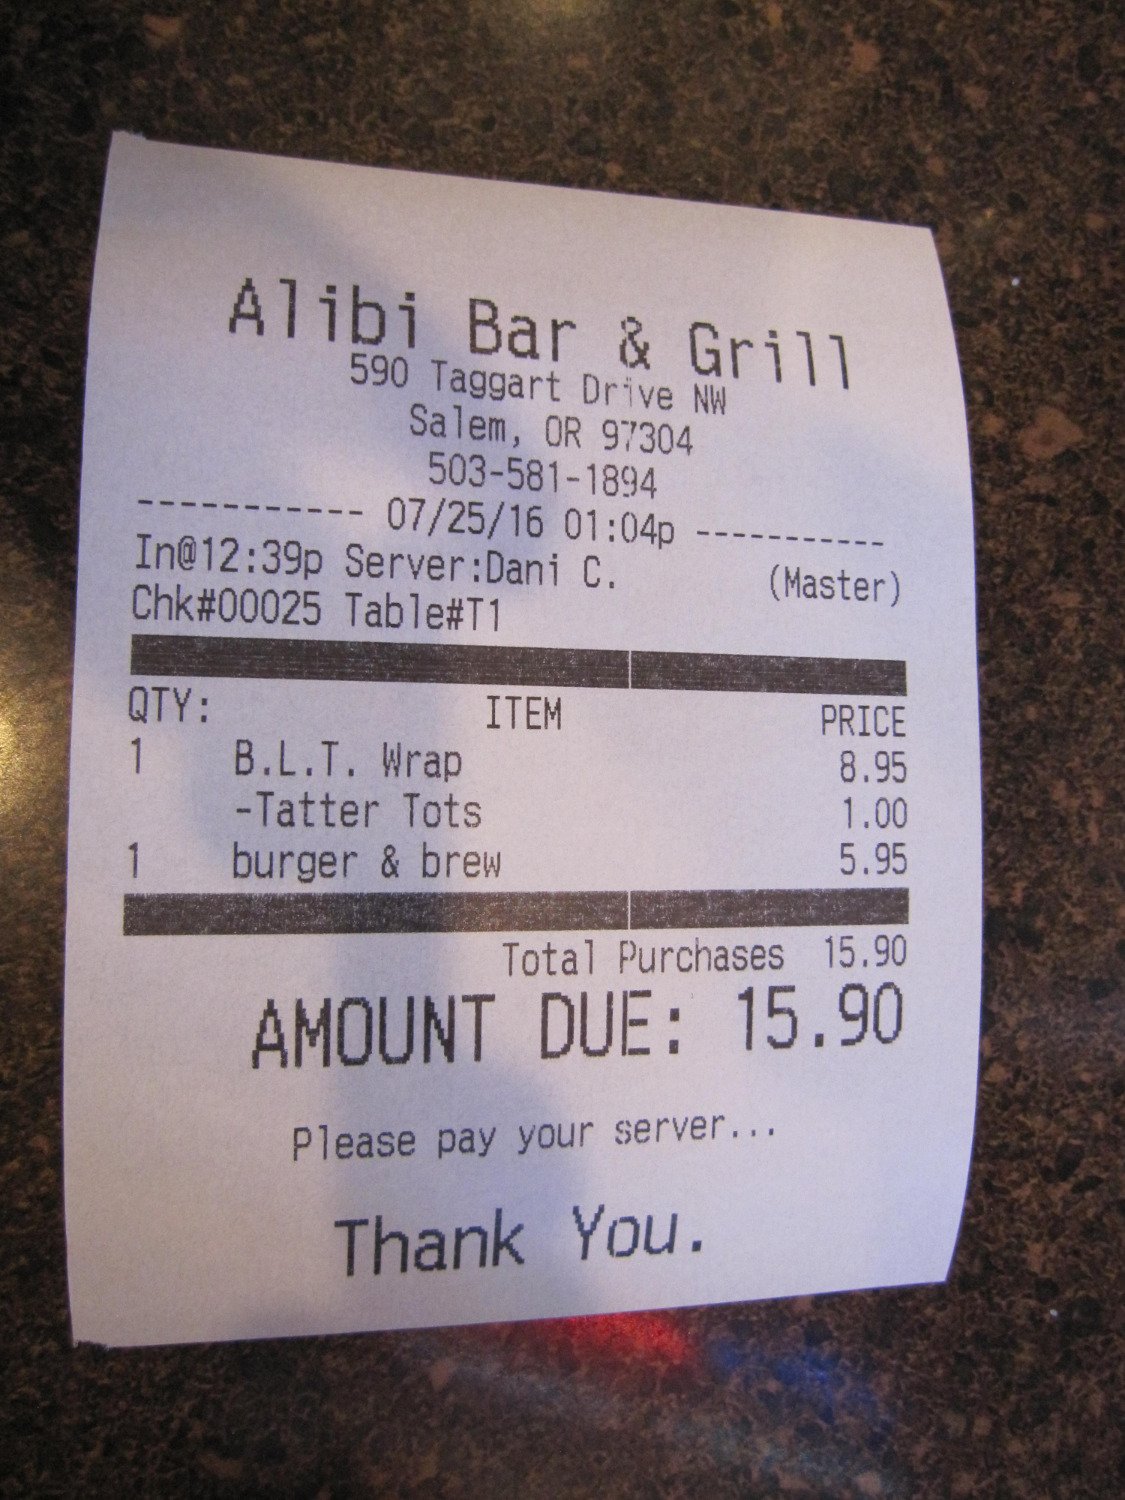 Alibi Bar & Grill
590 Taggart Drive NW
Salem, OR 97304
503-581-1894
----------- 07/25/16 01:04p -----------
In@12:39p Server:Dani C. (Master)
Chk#00025 Table#T1
QTY: ITEM PRICE
1 B.L.T. Wrap 8.95
-Tatter Tots 1.00
1 burger & brew 5.95
Total Purchases 15.90
AMOUNT DUE: 15.90
Please pay your server...
Thank You.